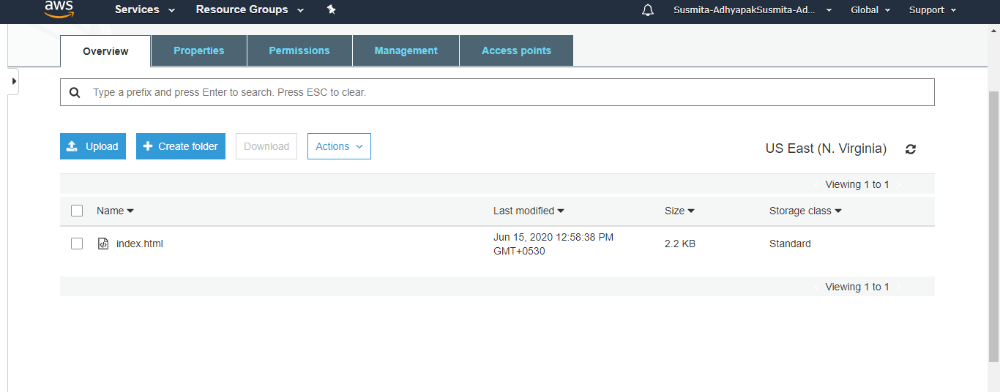 aws Services Resource Groups Susmita-AdhyapakSusmita-Ad... Global Support
Overview Properties Permissions Management Access points
Type a prefix and press Enter to search. Press ESC to clear.
Upload Create folder Download Actions US East (N. Virginia)
Viewing 1 to 1
Name Last modified Size Storage class
index.html Jun 15, 2020 12:58:38 PM 2.2 KB Standard
GMT+0530
Viewing 1 to 1